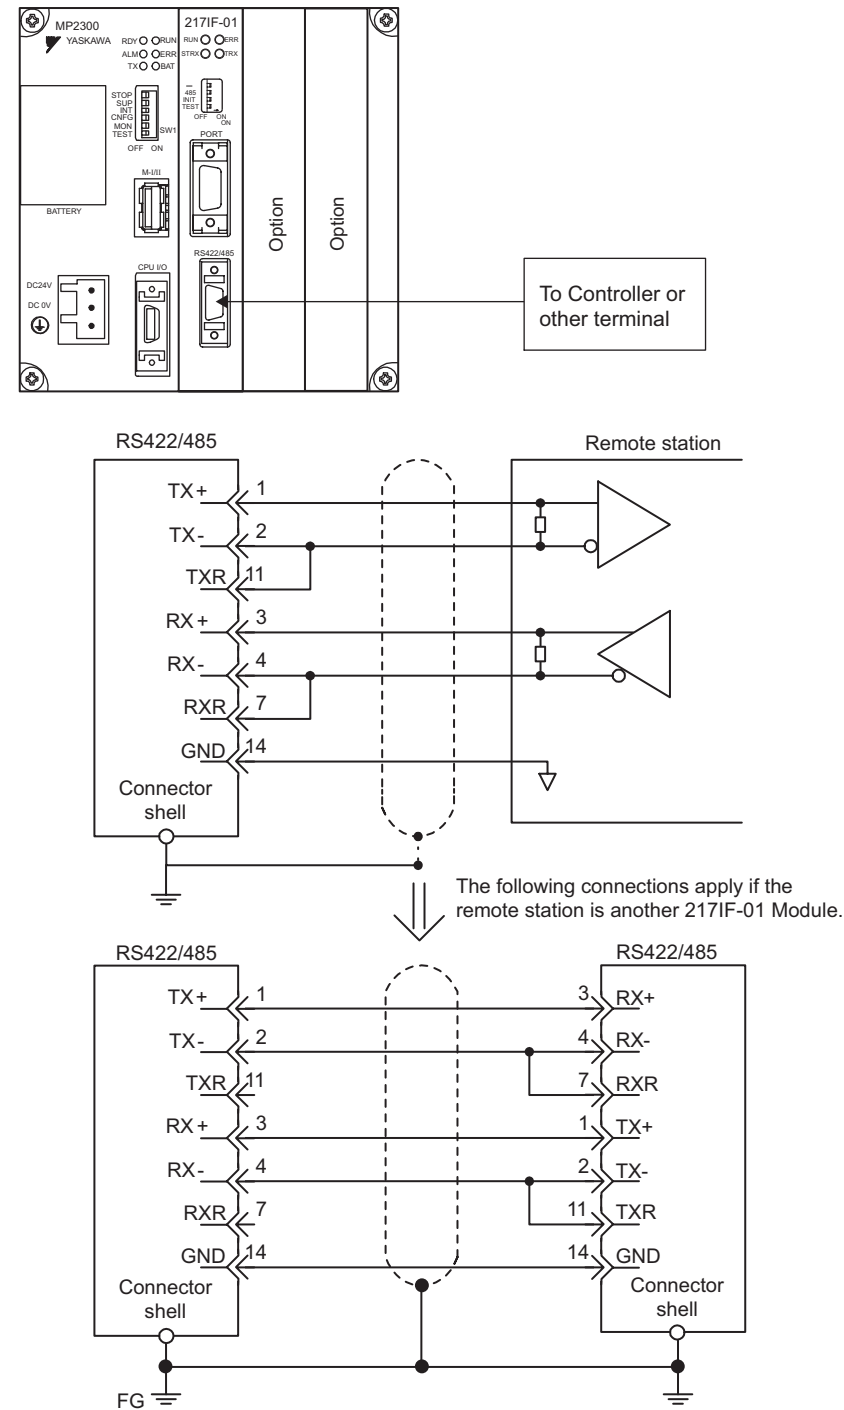 MP2300
YASKAWA
RDY RUN
ALM ERR
TX BAT
STOP
SUP
INT
CNFG
MON
TEST
SW1
OFF ON
M-I/II
BATTERY
CPU I/O
DC24V
DC 0V
217IF-01
RUN ERR
STRX TRX
485
INIT
TEST
OFF ON
ON
PORT
RS422/485
Option
Option
To Controller or
other terminal
RS422/485
Remote station
TX+ 1
TX- 2
TXR 11
RX+ 3
RX- 4
RXR 7
GND 14
Connector
shell
The following connections apply if the
remote station is another 217IF-01 Module.
RS422/485
RS422/485
TX+ 1 3 RX+
TX- 2 4 RX-
TXR 11 7 RXR
RX+ 3 1 TX+
RX- 4 2 TX-
RXR 7 11 TXR
GND 14 14 GND
Connector
shell
Connector
shell
FG